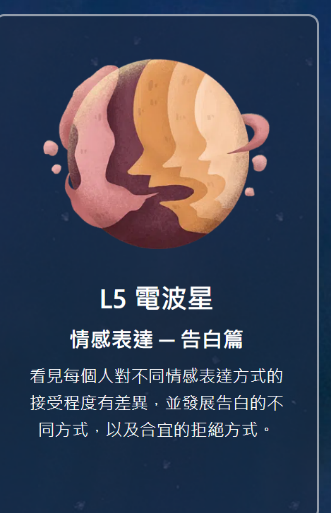 L5 電波星
情感表達 — 告白篇
看見每個人對不同情感表達方式的
接受程度有差異，並發展告白的不
同方式，以及合宜的拒絕方式。